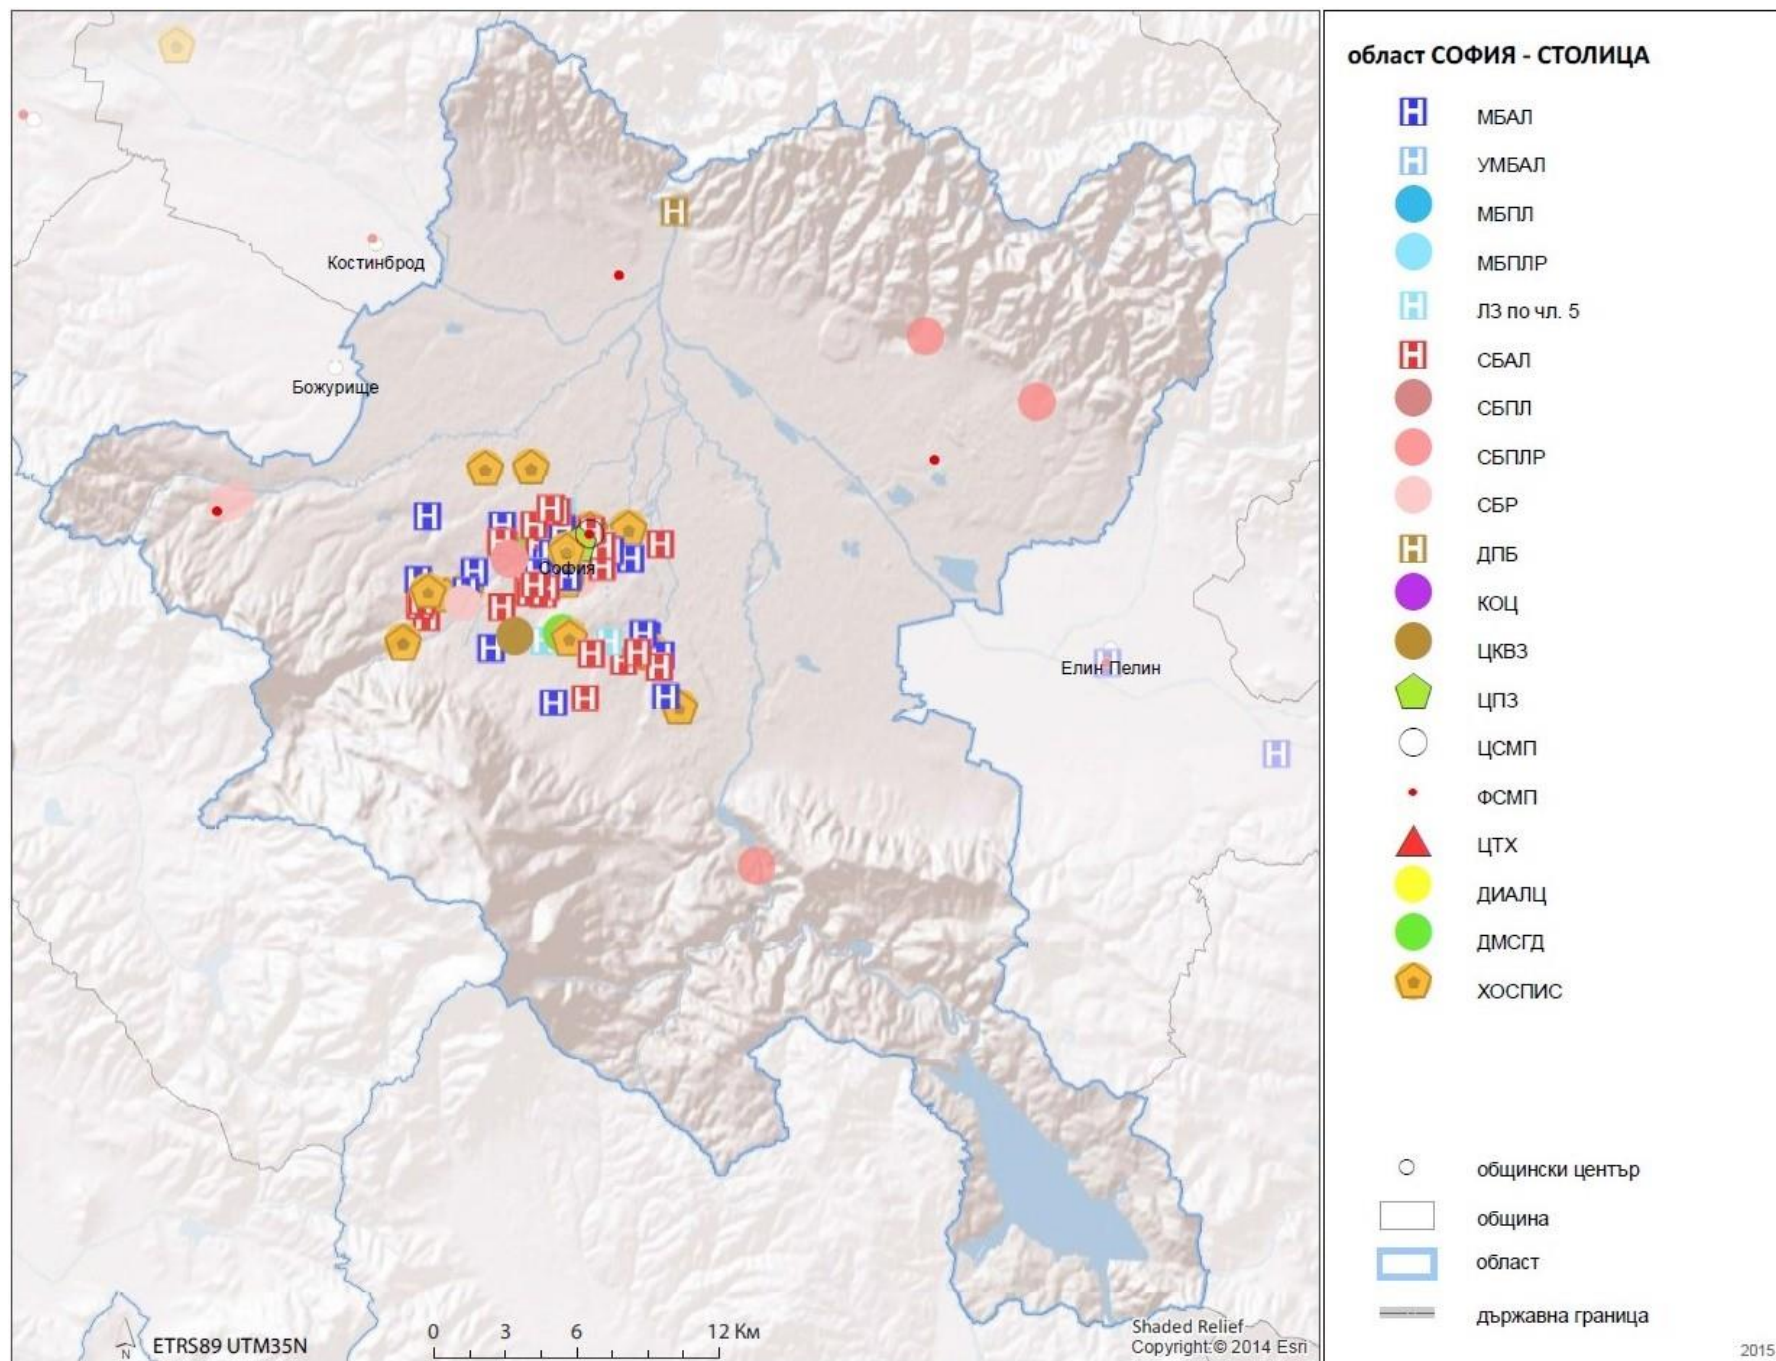 Костинброд
Божурище
София
Елин Пелин
N
ETRS89 UTM35N
0 3 6 12 Км
Shaded Relief
Copyright:© 2014 Esri
област СОФИЯ - СТОЛИЦА
H МБАЛ
H УМБАЛ
МБПЛ
МБПЛР
H ЛЗ по чл. 5
H СБАЛ
СБПЛ
СБПЛР
СБР
H ДПБ
КОЦ
ЦКВЗ
ЦПЗ
ЦСМП
ФСМП
ЦТХ
ДИАЛЦ
ДМСГД
ХОСПИС
общински център
община
област
държавна граница
2015